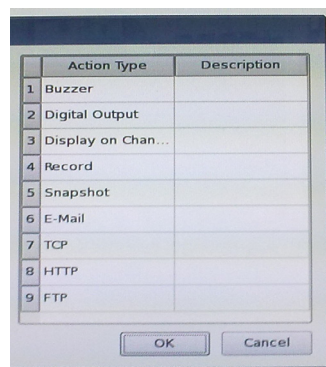 Action Type Description
1 Buzzer
2 Digital Output
3 Display on Chan...
4 Record
5 Snapshot
6 E-Mail
7 TCP
8 HTTP
9 FTP
OK Cancel